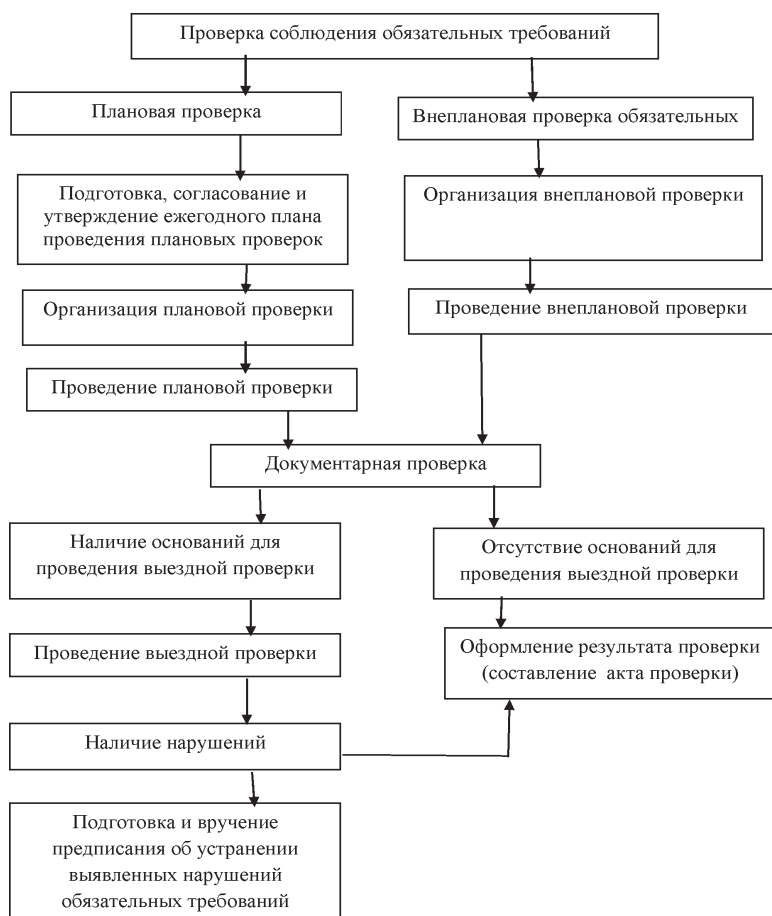 Проверка соблюдения обязательных требований
Плановая проверка
Внеплановая проверка обязательных
Подготовка, согласование и
утверждение ежегодного плана
проведения плановых проверок
Организация внеплановой проверки
Организация плановой проверки
Проведение внеплановой проверки
Проведение плановой проверки
Документарная проверка
Наличие оснований для
проведения выездной проверки
Отсутствие оснований для
проведения выездной проверки
Проведение выездной проверки
Оформление результата проверки
(составление акта проверки)
Наличие нарушений
Подготовка и вручение
предписания об устранении
выявленных нарушений
обязательных требований